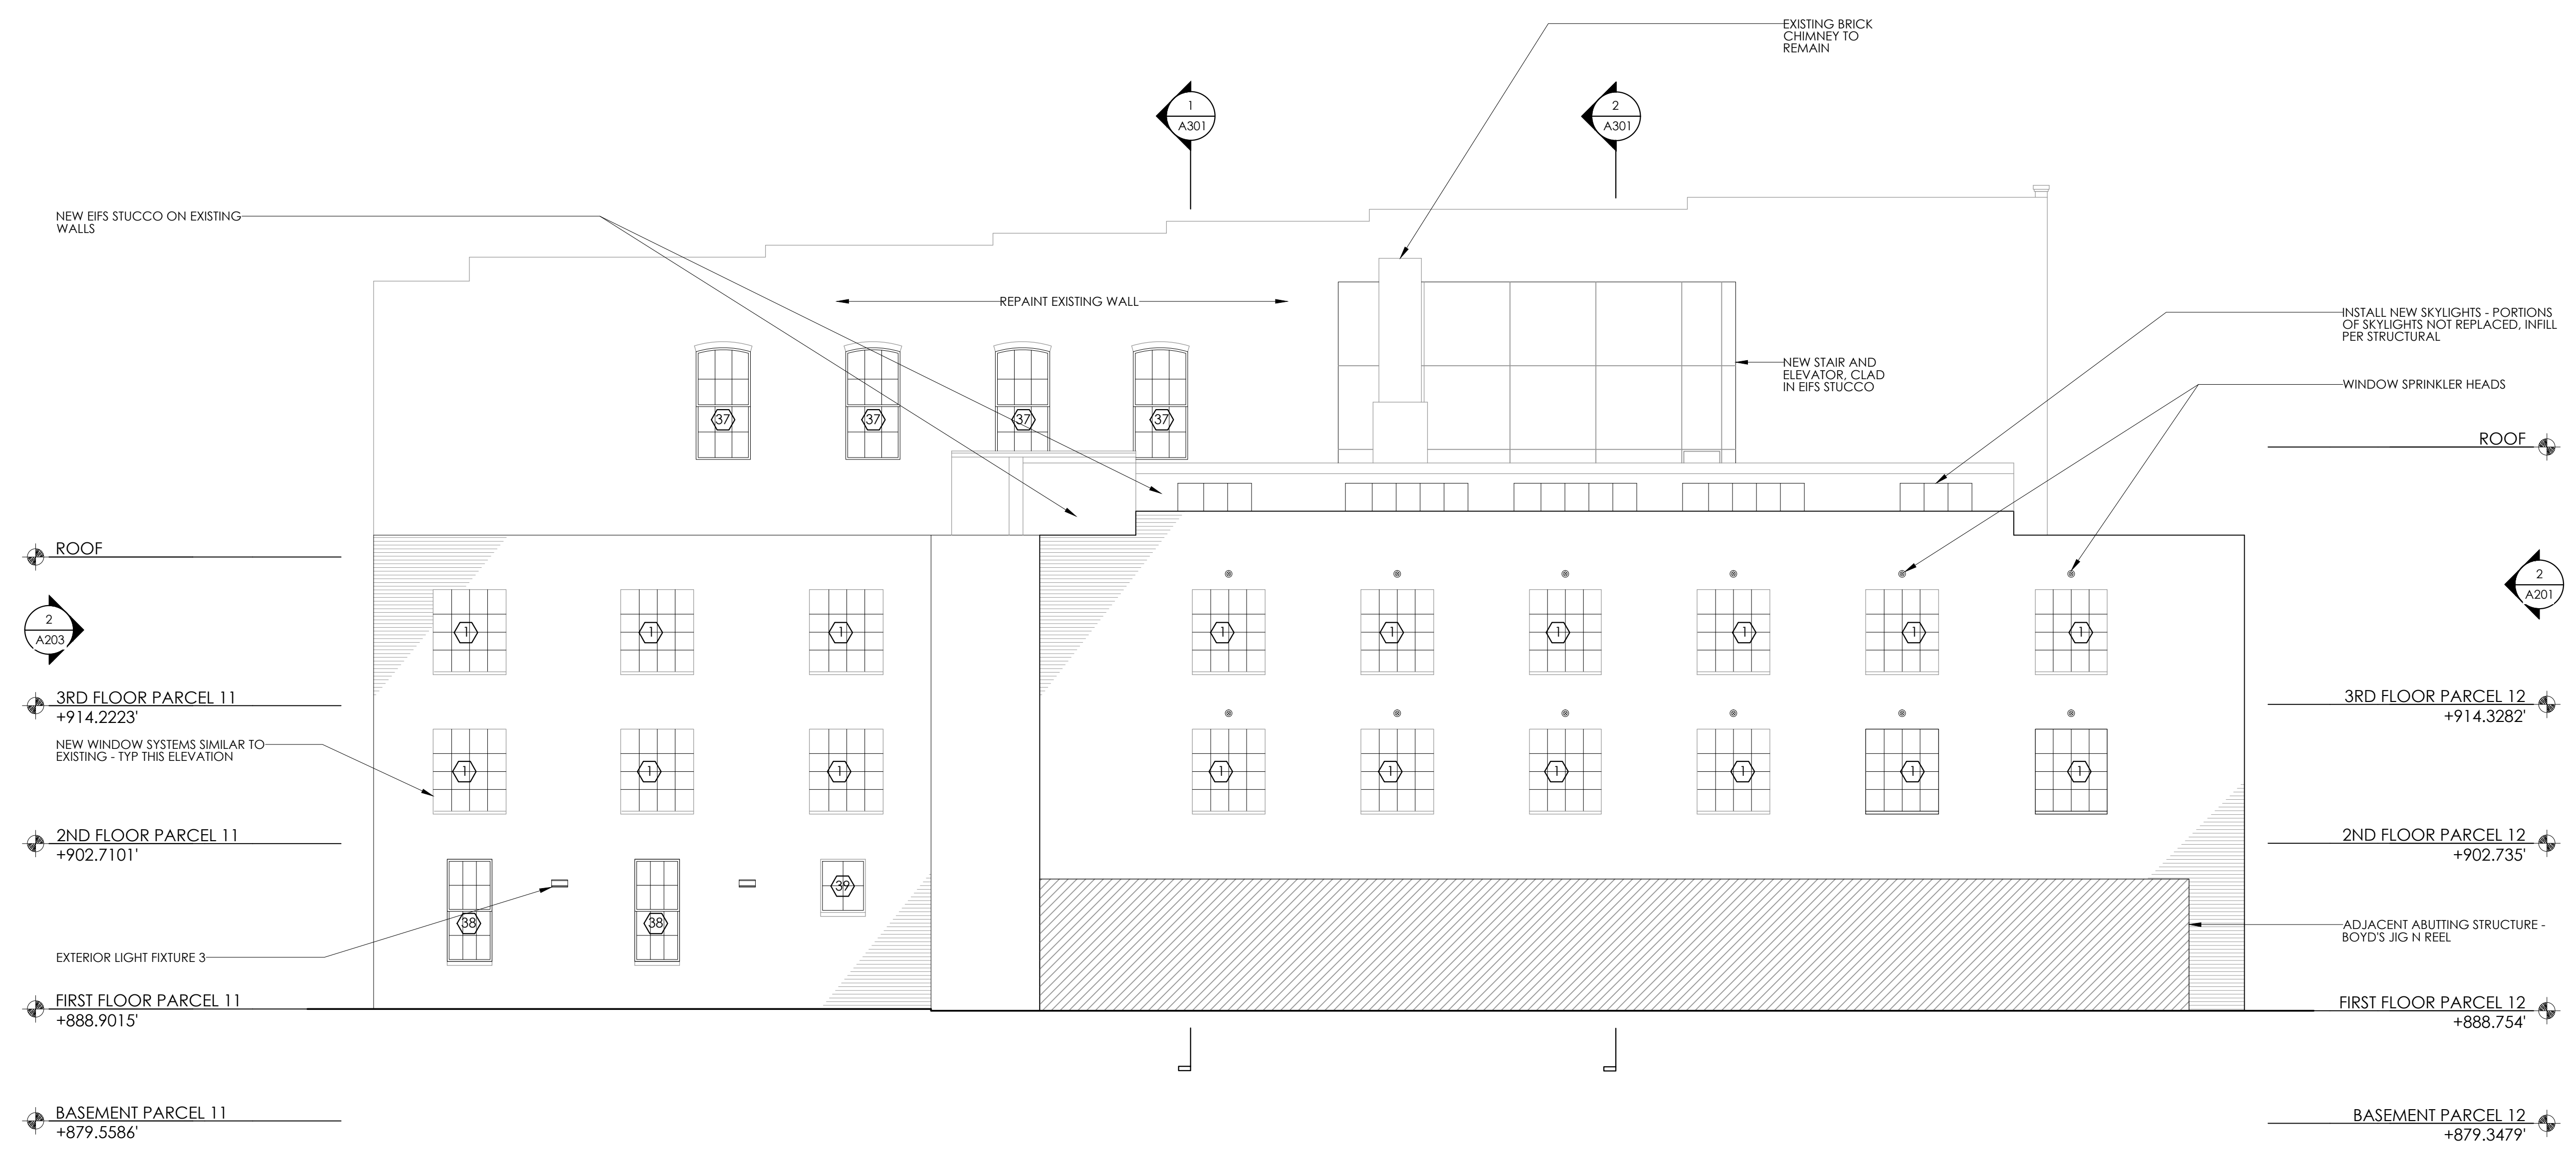 EXISTING BRICK
CHIMNEY TO
REMAIN
1
A301
2
A301
NEW EIFS STUCCO ON EXISTING
WALLS
REPAINT EXISTING WALL
INSTALL NEW SKYLIGHTS - PORTIONS
OF SKYLIGHTS NOT REPLACED, INFILL
PER STRUCTURAL
NEW STAIR AND
ELEVATOR, CLAD
IN EIFS STUCCO
WINDOW SPRINKLER HEADS
37
37
37
37
ROOF
ROOF
2
A203
2
A201
1
1
1
1
1
1
1
1
1
3RD FLOOR PARCEL 11
+914.2223'
3RD FLOOR PARCEL 12
+914.3282'
NEW WINDOW SYSTEMS SIMILAR TO
EXISTING - TYP THIS ELEVATION
1
1
1
1
1
1
1
1
1
2ND FLOOR PARCEL 11
+902.7101'
2ND FLOOR PARCEL 12
+902.735'
39
38
38
EXTERIOR LIGHT FIXTURE 3
ADJACENT ABUTTING STRUCTURE -
BOYD'S JIG N REEL
FIRST FLOOR PARCEL 11
+888.9015'
FIRST FLOOR PARCEL 12
+888.754'
BASEMENT PARCEL 11
+879.5586'
BASEMENT PARCEL 12
+879.3479'